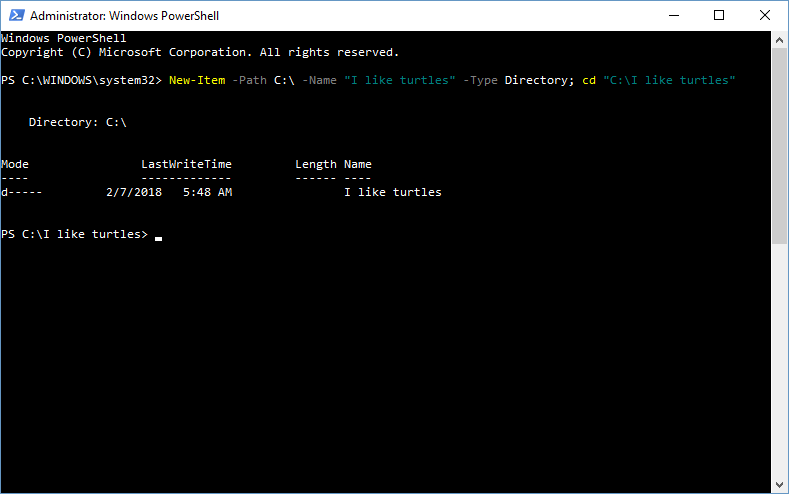 Administrator: Windows PowerShell
Windows PowerShell
Copyright (C) Microsoft Corporation. All rights reserved.
PS C:\WINDOWS\system32> New-Item -Path C:\ -Name "I like turtles" -Type Directory; cd "C:\I like turtles"
Directory: C:\
Mode LastWriteTime Length Name
---- ------------- ------ ----
d----- 2/7/2018 5:48 AM I like turtles
PS C:\I like turtles> _